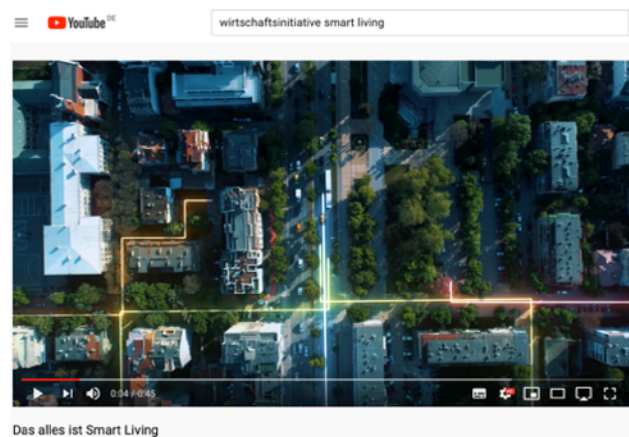 YouTube DE
wirtschaftsinitiative smart living
0:04 / 0:45
Das alles ist Smart Living